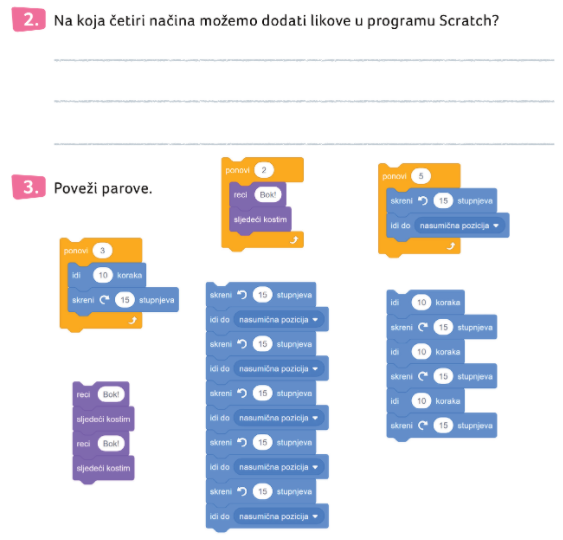 2. Na koja četiri načina možemo dodati likove u programu Scratch?
3. Poveži parove.
ponovi 2
reci Bok!
sljedeći kostim
ponovi 5
skreni 15 stupnjeva
idi do nasumična pozicija
ponovi 3
idi 10 koraka
skreni 15 stupnjeva
skreni 15 stupnjeva
idi do nasumična pozicija
skreni 15 stupnjeva
idi do nasumična pozicija
skreni 15 stupnjeva
idi do nasumična pozicija
skreni 15 stupnjeva
idi do nasumična pozicija
skreni 15 stupnjeva
idi do nasumična pozicija
idi 10 koraka
skreni 15 stupnjeva
idi 10 koraka
skreni 15 stupnjeva
idi 10 koraka
skreni 15 stupnjeva
reci Bok!
sljedeći kostim
reci Bok!
sljedeći kostim